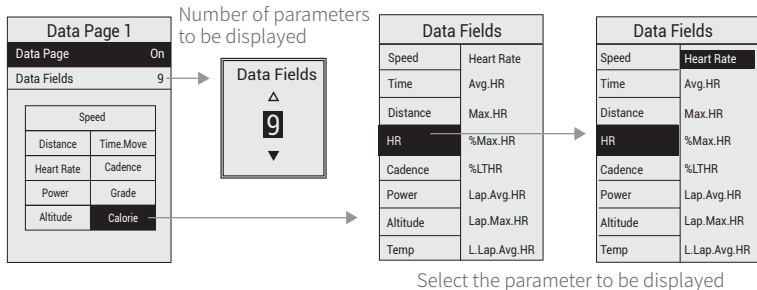 Number of parameters
to be displayed
Data Page 1
Data Page On
Data Fields 9
Speed
Distance Time.Move
Heart Rate Cadence
Power Grade
Altitude Calorie
Data Fields
9
Data Fields
Speed Heart Rate
Time Avg.HR
Distance Max.HR
HR %Max.HR
Cadence %LTHR
Power Lap.Avg.HR
Altitude Lap.Max.HR
Temp L.Lap.Avg.HR
Data Fields
Speed Heart Rate
Time Avg.HR
Distance Max.HR
HR %Max.HR
Cadence %LTHR
Power Lap.Avg.HR
Altitude Lap.Max.HR
Temp L.Lap.Avg.HR
Select the parameter to be displayed